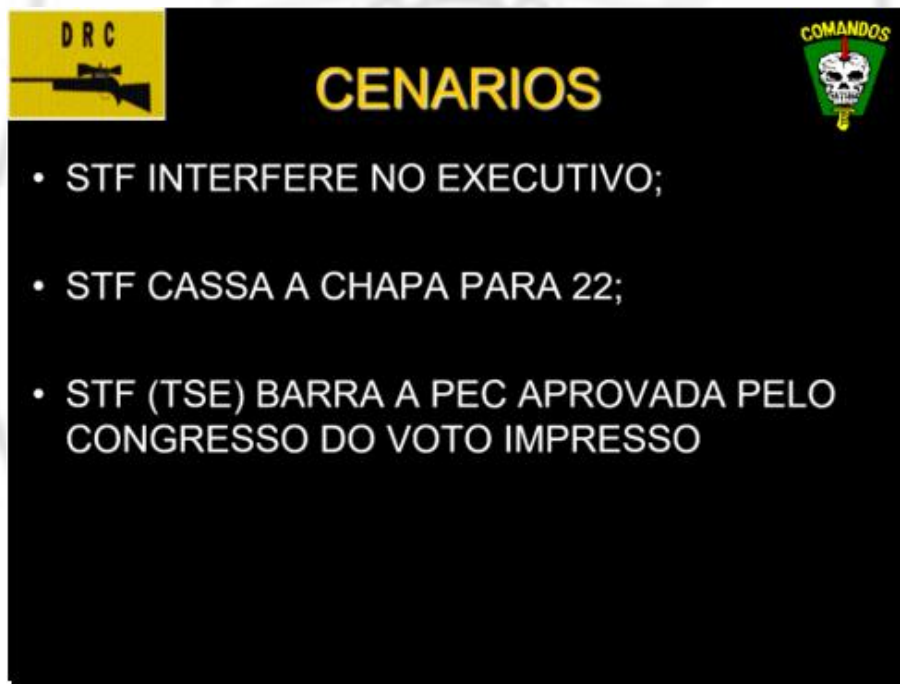 D R C
COMANDOS
CENARIOS
• STF INTERFERE NO EXECUTIVO;
• STF CASSA A CHAPA PARA 22;
• STF (TSE) BARRA A PEC APROVADA PELO
CONGRESSO DO VOTO IMPRESSO